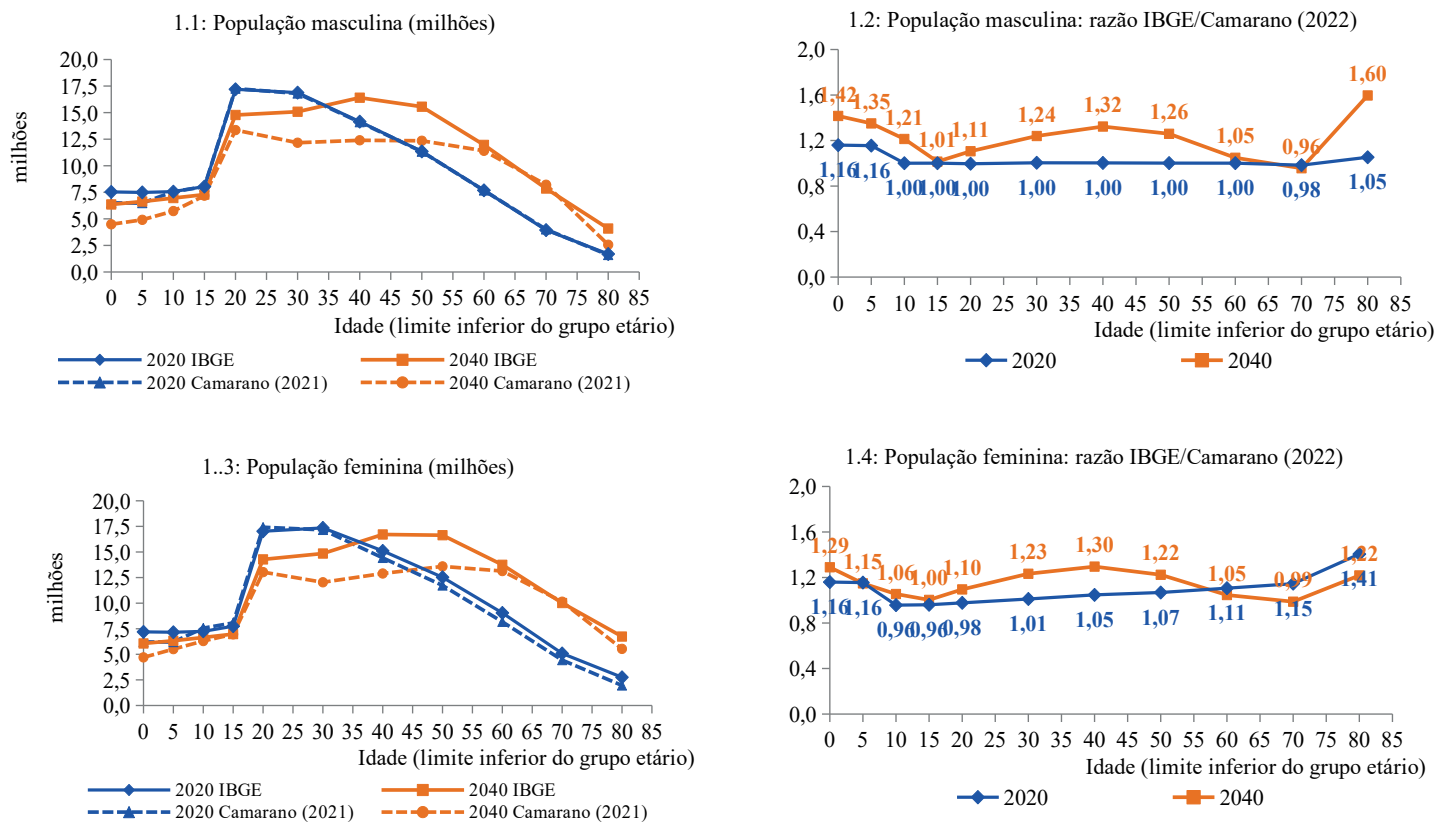 1.1: População masculina (milhões)
milhões
20,0
17,5
15,0
12,5
10,0
7,5
5,0
2,5
0,0
0 5 10 15 20 25 30 35 40 45 50 55 60 65 70 75 80 85
Idade (limite inferior do grupo etário)
2020 IBGE 2040 IBGE
2020 Camarano (2021) 2040 Camarano (2021)
1.2: População masculina: razão IBGE/Camarano (2022)
2,0
1,6
1,2
0,8
0,4
0,0
1,42 1,35 1,21 1,01 1,11 1,24 1,32 1,26 1,05 0,96 1,60
1,16 1,16 1,00 1,00 1,00 1,00 1,00 1,00 1,00 0,98 1,05
0 5 10 15 20 25 30 35 40 45 50 55 60 65 70 75 80 85
Idade (limite inferior do grupo etário)
2020 2040
1..3: População feminina (milhões)
milhões
20,0
17,5
15,0
12,5
10,0
7,5
5,0
2,5
0,0
0 5 10 15 20 25 30 35 40 45 50 55 60 65 70 75 80 85
Idade (limite inferior do grupo etário)
2020 IBGE 2040 IBGE
2020 Camarano (2021) 2040 Camarano (2021)
1.4: População feminina: razão IBGE/Camarano (2022)
2,0
1,6
1,2
0,8
0,4
0,0
1,29 1,15 1,06 1,00 1,10 1,23 1,30 1,22 1,05 0,99 1,22
1,16 1,16 0,96 0,96 0,98 1,01 1,05 1,07 1,11 1,15 1,41
0 5 10 15 20 25 30 35 40 45 50 55 60 65 70 75 80 85
Idade (limite inferior do grupo etário)
2020 2040